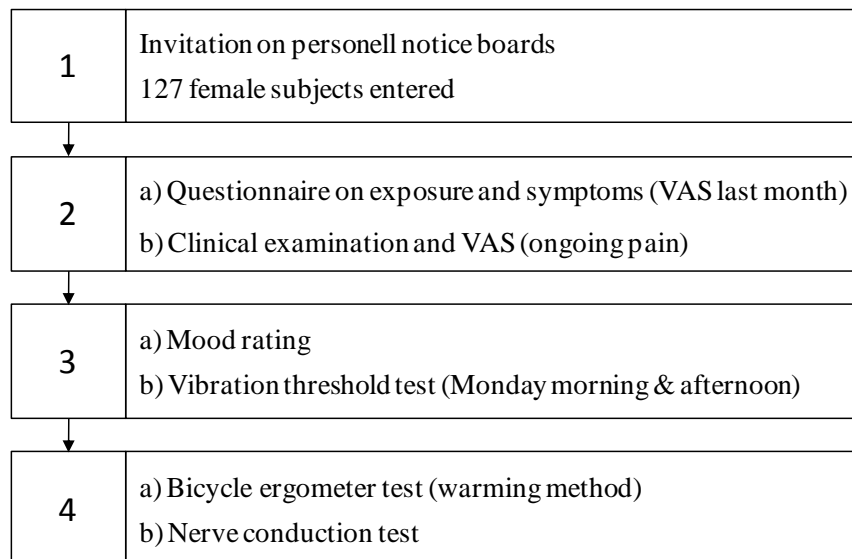 1
Invitation on personell notice boards
127 female subjects entered
2
a) Questionnaire on exposure and symptoms (VAS last month)
b) Clinical examination and VAS (ongoing pain)
3
a) Mood rating
b) Vibration threshold test (Monday morning & afternoon)
4
a) Bicycle ergometer test (warming method)
b) Nerve conduction test